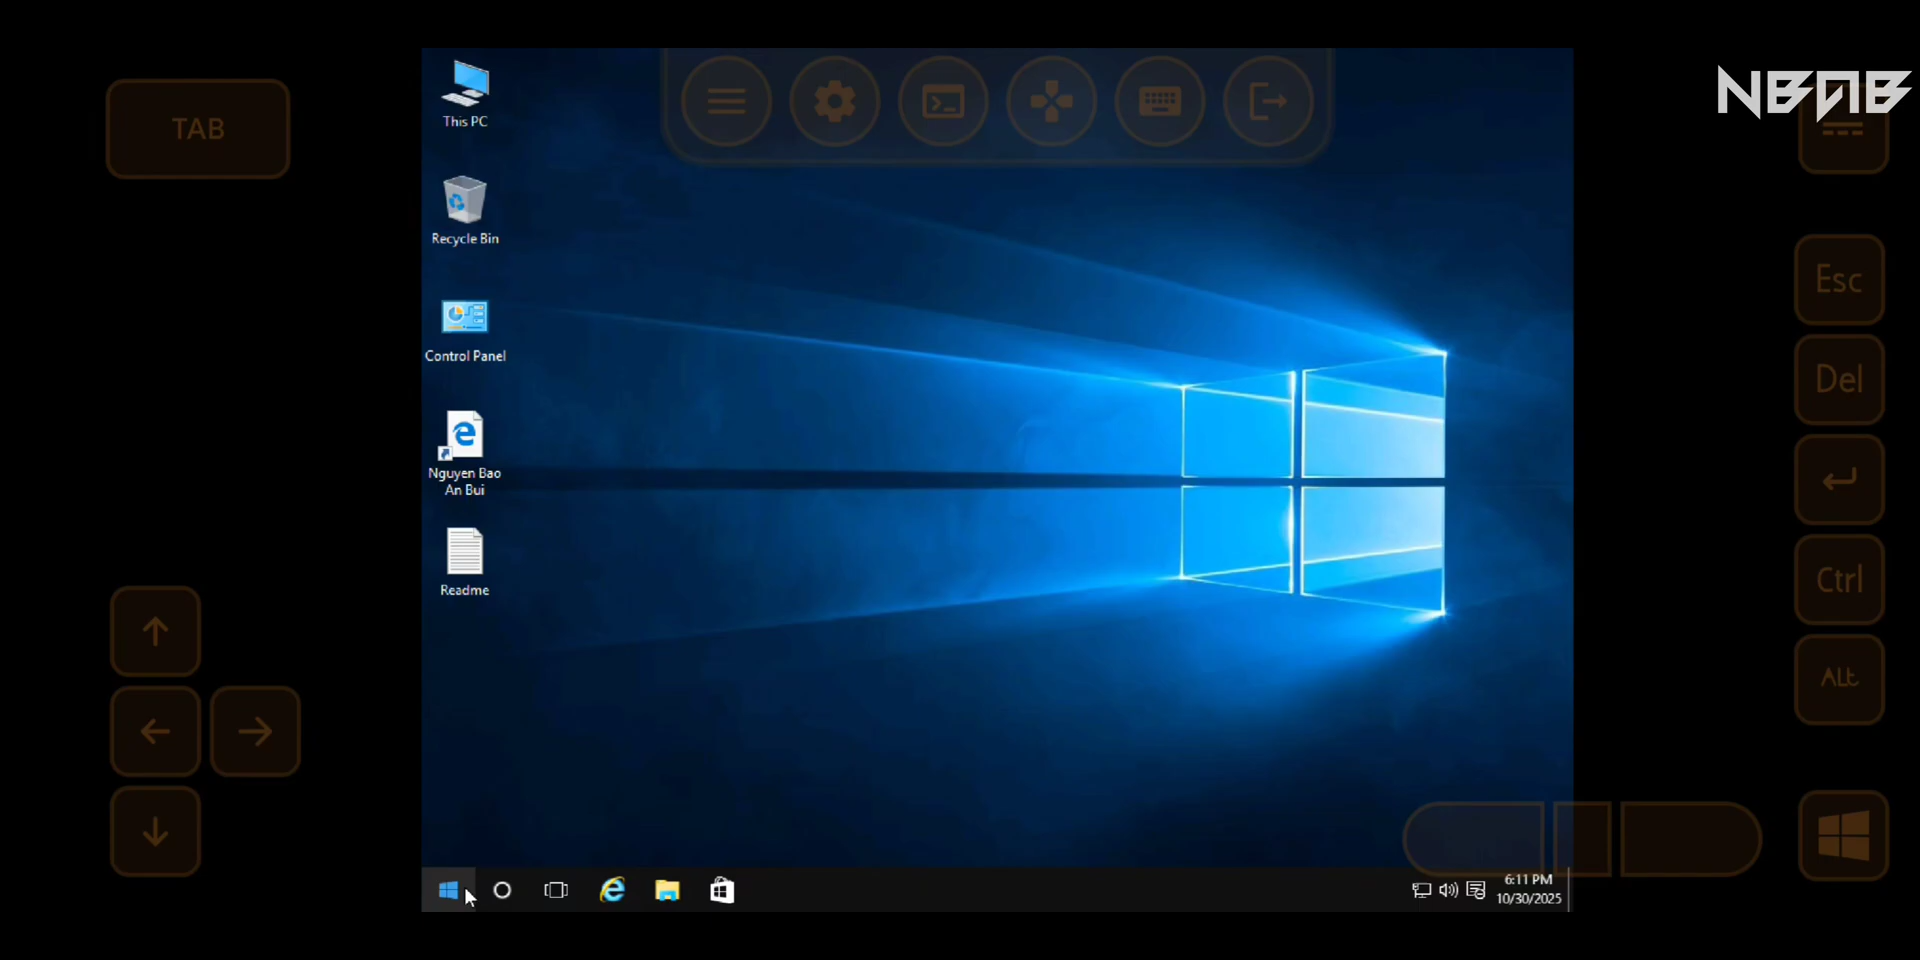 TAB
NBAB
This PC
Recycle Bin
Control Panel
Nguyen Bao
An Bui
Readme
Esc
Del
Ctrl
ALt
6:11 PM
10/30/2025